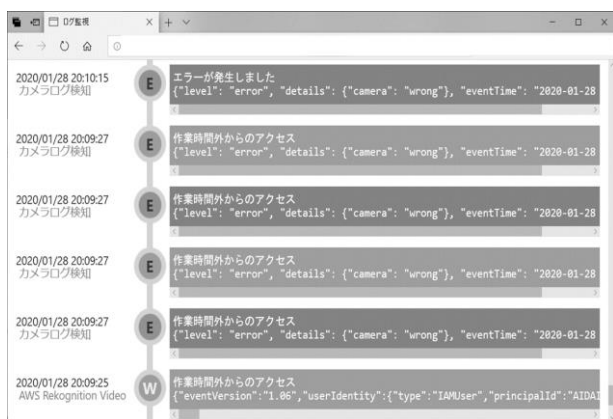 ログ監視
2020/01/28 20:10:15
カメラログ検知
E
エラーが発生しました
{"level": "error", "details": {"camera": "wrong"}, "eventTime": "2020-01-28
2020/01/28 20:09:27
カメラログ検知
E
作業時間外からのアクセス
{"level": "error", "details": {"camera": "wrong"}, "eventTime": "2020-01-28
2020/01/28 20:09:27
カメラログ検知
E
作業時間外からのアクセス
{"level": "error", "details": {"camera": "wrong"}, "eventTime": "2020-01-28
2020/01/28 20:09:27
カメラログ検知
E
作業時間外からのアクセス
{"level": "error", "details": {"camera": "wrong"}, "eventTime": "2020-01-28
2020/01/28 20:09:27
カメラログ検知
E
作業時間外からのアクセス
{"level": "error", "details": {"camera": "wrong"}, "eventTime": "2020-01-28
2020/01/28 20:09:25
AWS Rekognition Video
W
作業時間外からのアクセス
{"eventVersion":"1.06","userIdentity":{"type":"IAMUser","principalId":"AIDAI